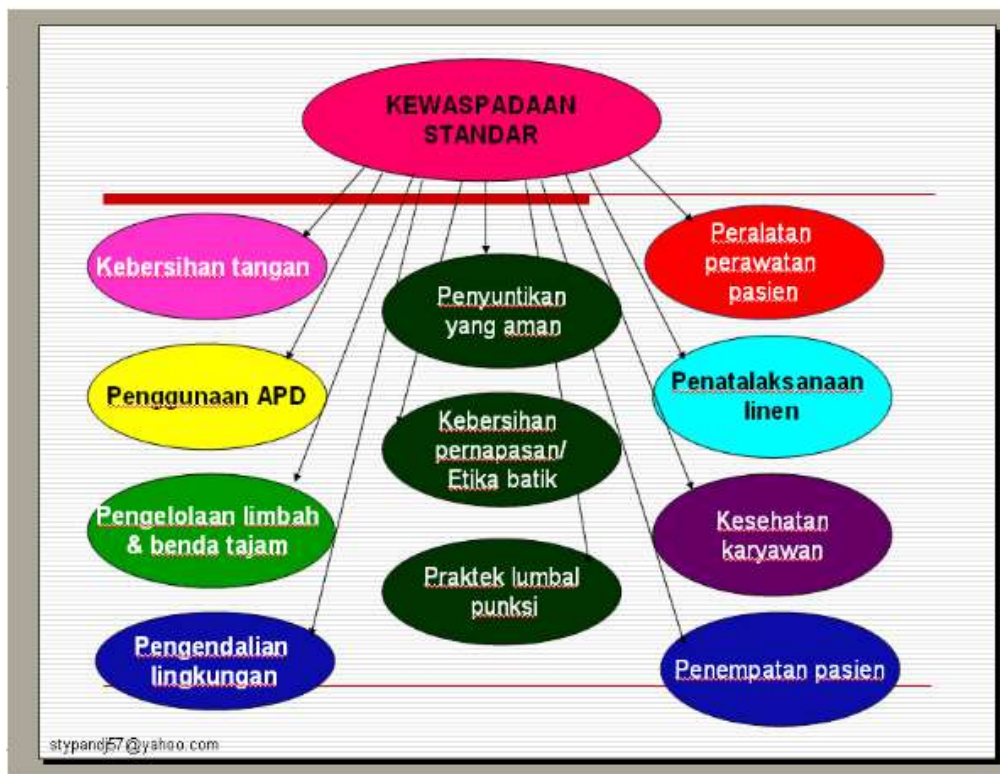 KEWASPADAAN
STANDAR
Kebersihan tangan
Penggunaan APD
Pengelolaan limbah
& benda tajam
Pengendalian
lingkungan
Penyuntikan
yang aman
Kebersihan
pernapasan/
Etika batik
Praktek lumbal
punksi
Peralatan
perawatan
pasien
Penatalaksanaan
linen
Kesehatan
karyawan
Penempatan pasien
stypandj57@yahoo.com